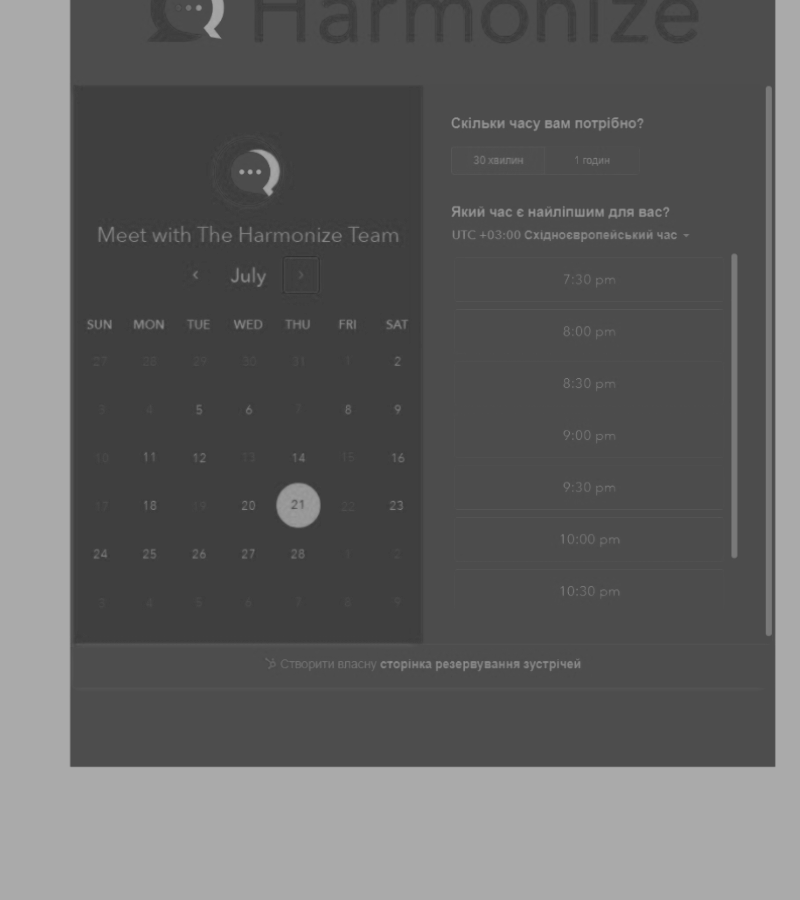 Harmonize
Meet with The Harmonize Team
July
SUN MON TUE WED THU FRI SAT
27 28 29 30 31 1 2
3 4 5 6 7 8 9
10 11 12 13 14 15 16
17 18 19 20 21 22 23
24 25 26 27 28 1 2
3 4 5 6 7 8 9
Скільки часу вам потрібно?
30 хвилин 1 годин
Який час є найліпшим для вас?
UTC +03:00 Східноєвропейський час
7:30 pm
8:00 pm
8:30 pm
9:00 pm
9:30 pm
10:00 pm
10:30 pm
Створити власну сторінка резервування зустрічей